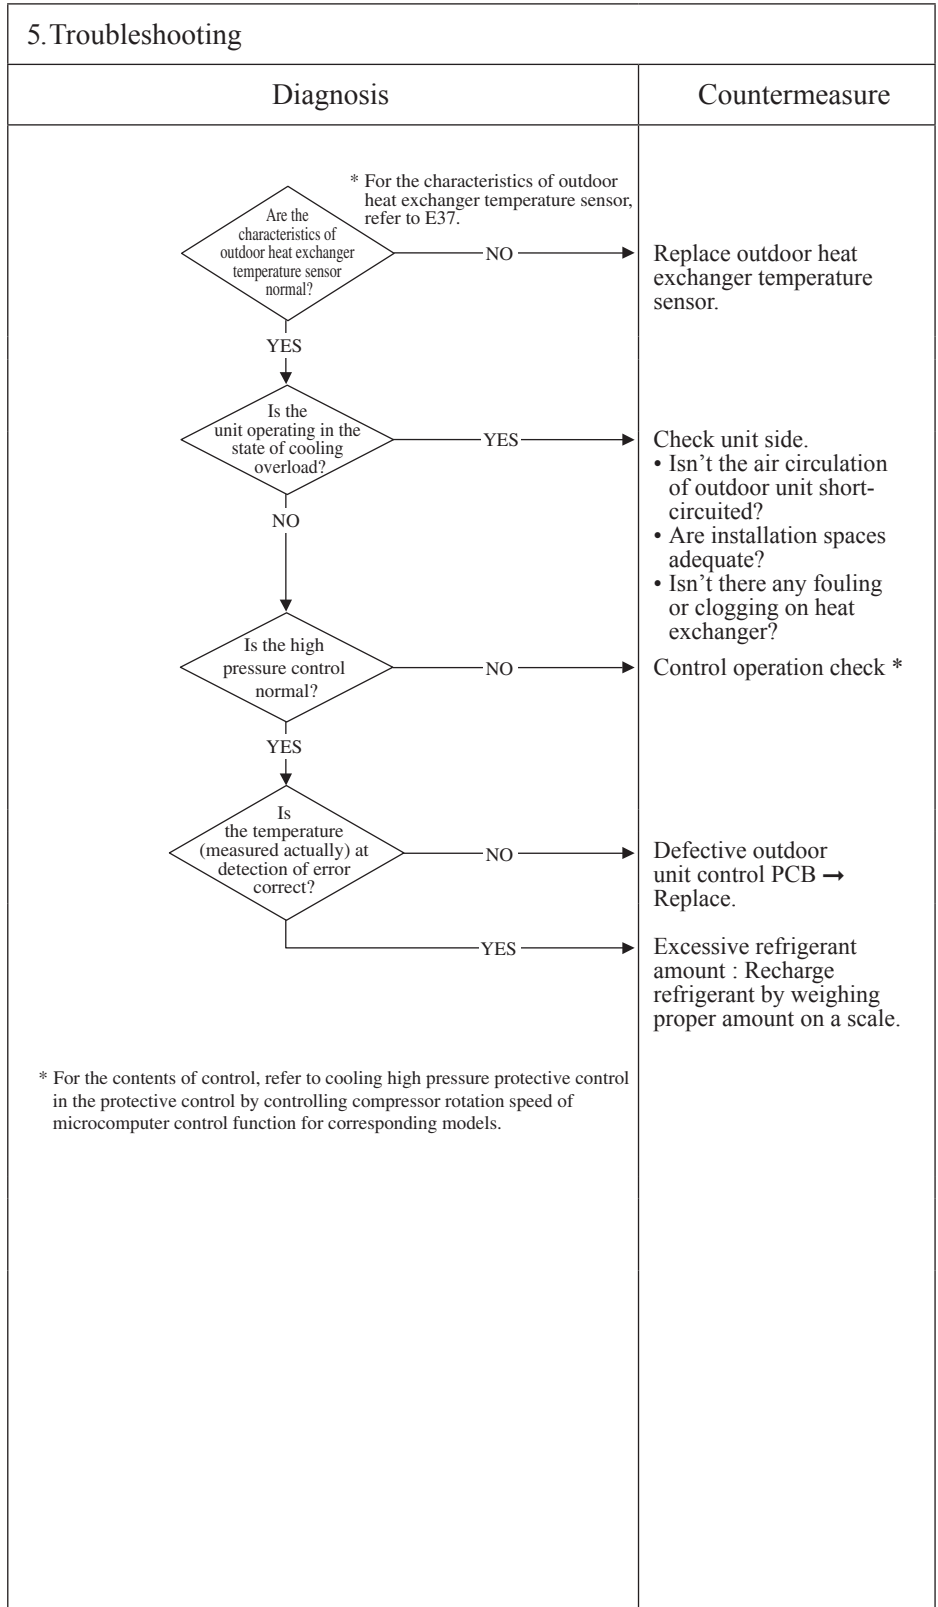 5.Troubleshooting
Diagnosis
Countermeasure
* For the characteristics of outdoor
heat exchanger temperature sensor,
refer to E37.
Are the
characteristics of
outdoor heat exchanger
temperature sensor
normal?
NO
Replace outdoor heat
exchanger temperature
sensor.
YES
Is the
unit operating in the
state of cooling
overload?
YES
Check unit side.
• Isn’t the air circulation
of outdoor unit short-
circuited?
• Are installation spaces
adequate?
• Isn’t there any fouling
or clogging on heat
exchanger?
NO
Is the high
pressure control
normal?
NO
Control operation check *
YES
Is
the temperature
(measured actually) at
detection of error
correct?
NO
Defective outdoor
unit control PCB ➞
Replace.
YES
Excessive refrigerant
amount : Recharge
refrigerant by weighing
proper amount on a scale.
* For the contents of control, refer to cooling high pressure protective control
in the protective control by controlling compressor rotation speed of
microcomputer control function for corresponding models.